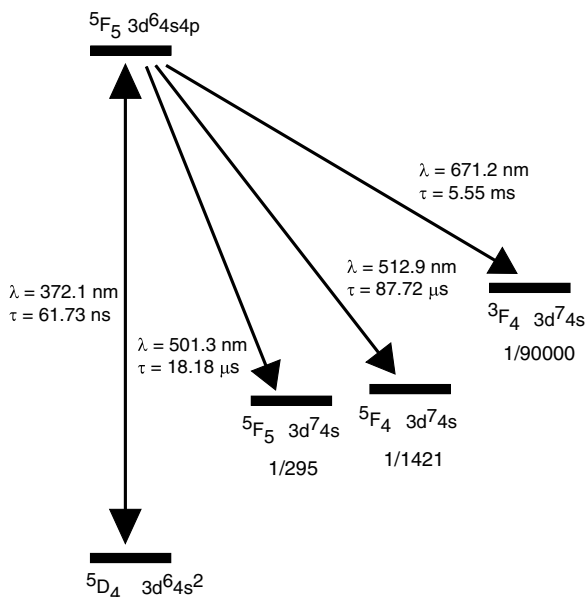 ⁵F₅ 3d⁶4s4p
λ = 671.2 nm
τ = 5.55 ms
λ = 512.9 nm
τ = 87.72 μs
λ = 372.1 nm
τ = 61.73 ns
λ = 501.3 nm
τ = 18.18 μs
³F₄ 3d⁷4s
1/90000
⁵F₅ 3d⁷4s
1/295
⁵F₄ 3d⁷4s
1/1421
⁵D₄ 3d⁶4s²